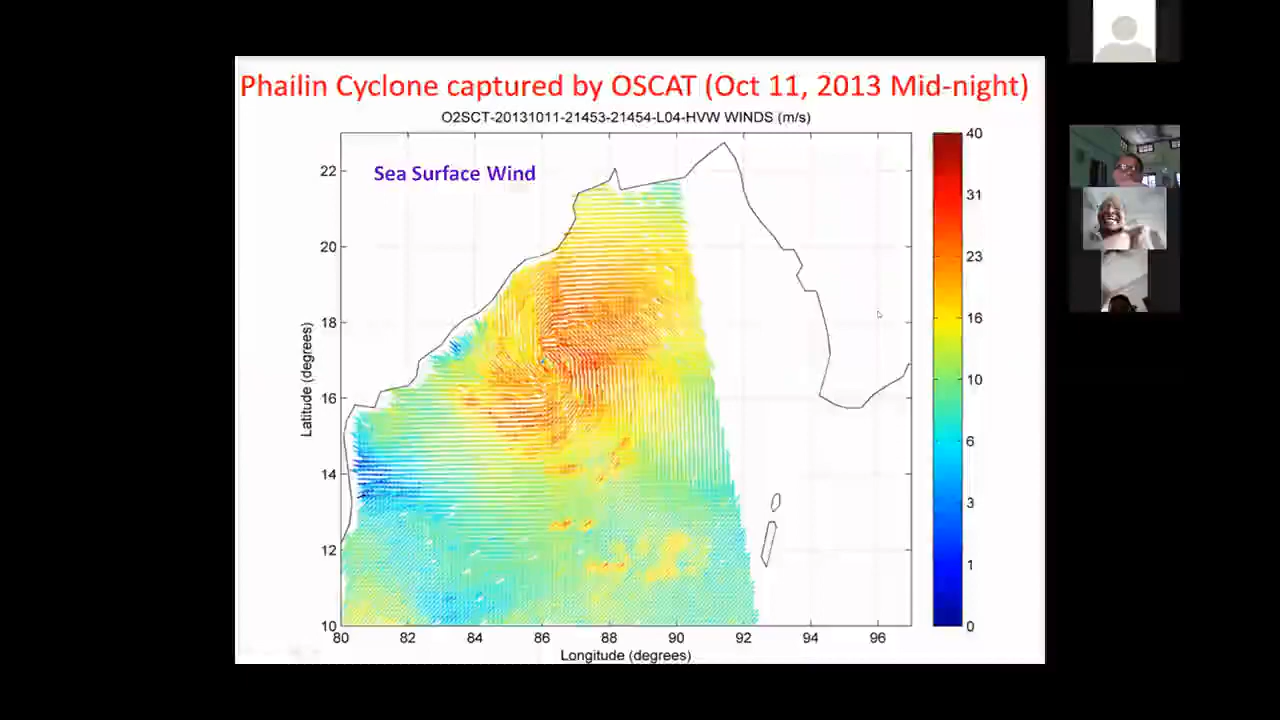 Phailin Cyclone captured by OSCAT (Oct 11, 2013 Mid-night)
O2SCT-20131011-21453-21454-L04-HVW WINDS (m/s)
Sea Surface Wind
22
20
18
16
14
12
10
Latitude (degrees)
80 82 84 86 88 90 92 94 96
Longitude (degrees)
40
31
23
16
10
6
3
1
0